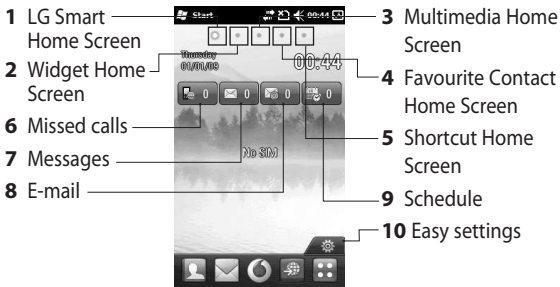 1 LG Smart
Home Screen
2 Widget Home
Screen
6 Missed calls
7 Messages
8 E-mail
Start
00:44
Thursday
01/01/09
00:44
0
0
0
0
No SIM
3 Multimedia Home
Screen
4 Favourite Contact
Home Screen
5 Shortcut Home
Screen
9 Schedule
10 Easy settings